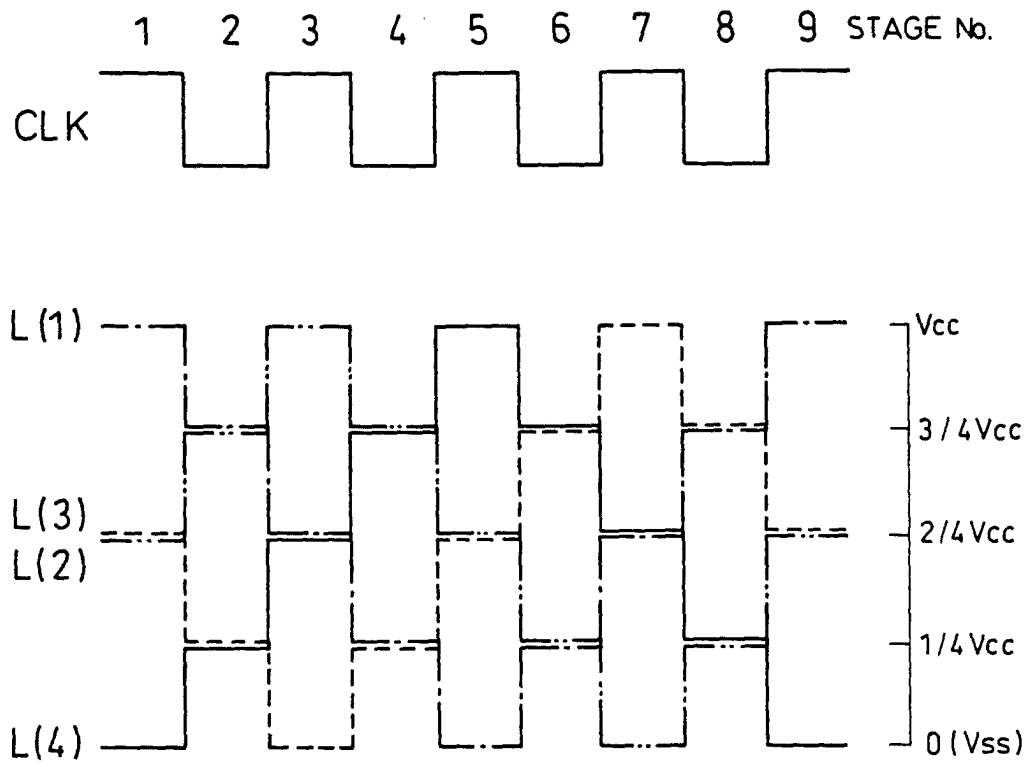 1 2 3 4 5 6 7 8 9 STAGE No.
CLK
L(1)
Vcc
3/4Vcc
L(3)
2/4Vcc
L(2)
1/4Vcc
L(4)
0(Vss)